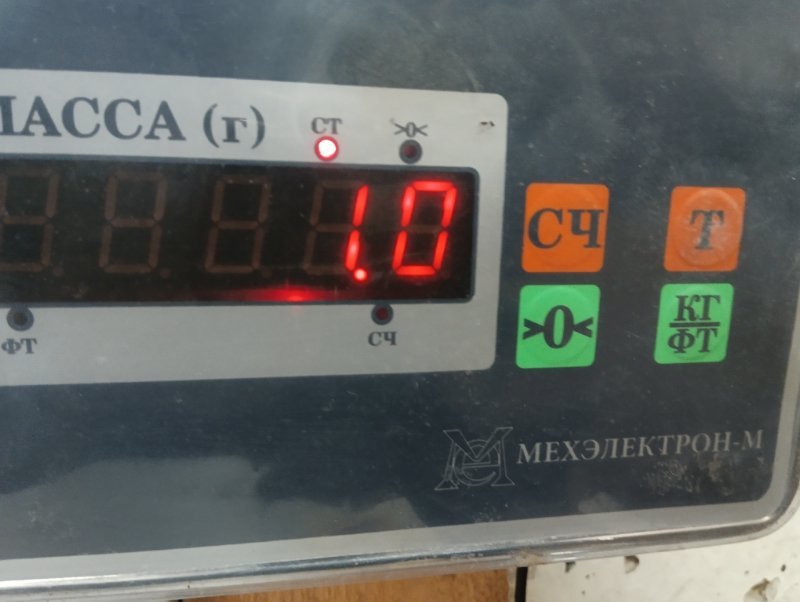 МАССА (г)
СТ >0<
1.0
СЧ Т
>0< КГ
ФТ
ФТ СЧ
МЕХЭЛЕКТРОН-М